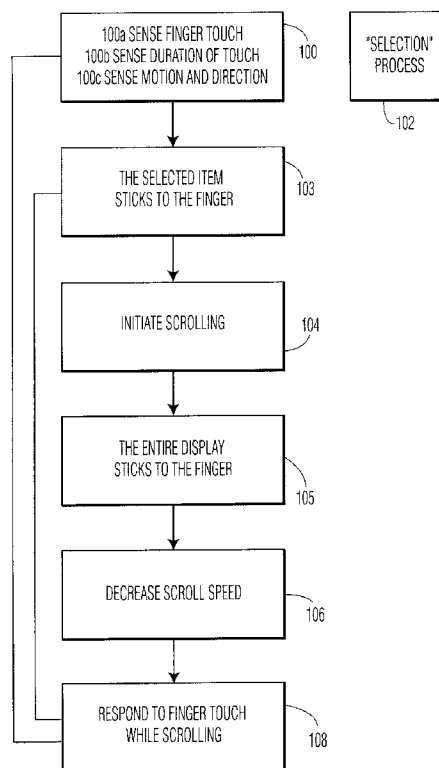 100a SENSE FINGER TOUCH
100b SENSE DURATION OF TOUCH
100c SENSE MOTION AND DIRECTION
100
"SELECTION"
PROCESS
102
THE SELECTED ITEM
STICKS TO THE FINGER
103
INITIATE SCROLLING
104
THE ENTIRE DISPLAY
STICKS TO THE FINGER
105
DECREASE SCROLL SPEED
106
RESPOND TO FINGER TOUCH
WHILE SCROLLING
108